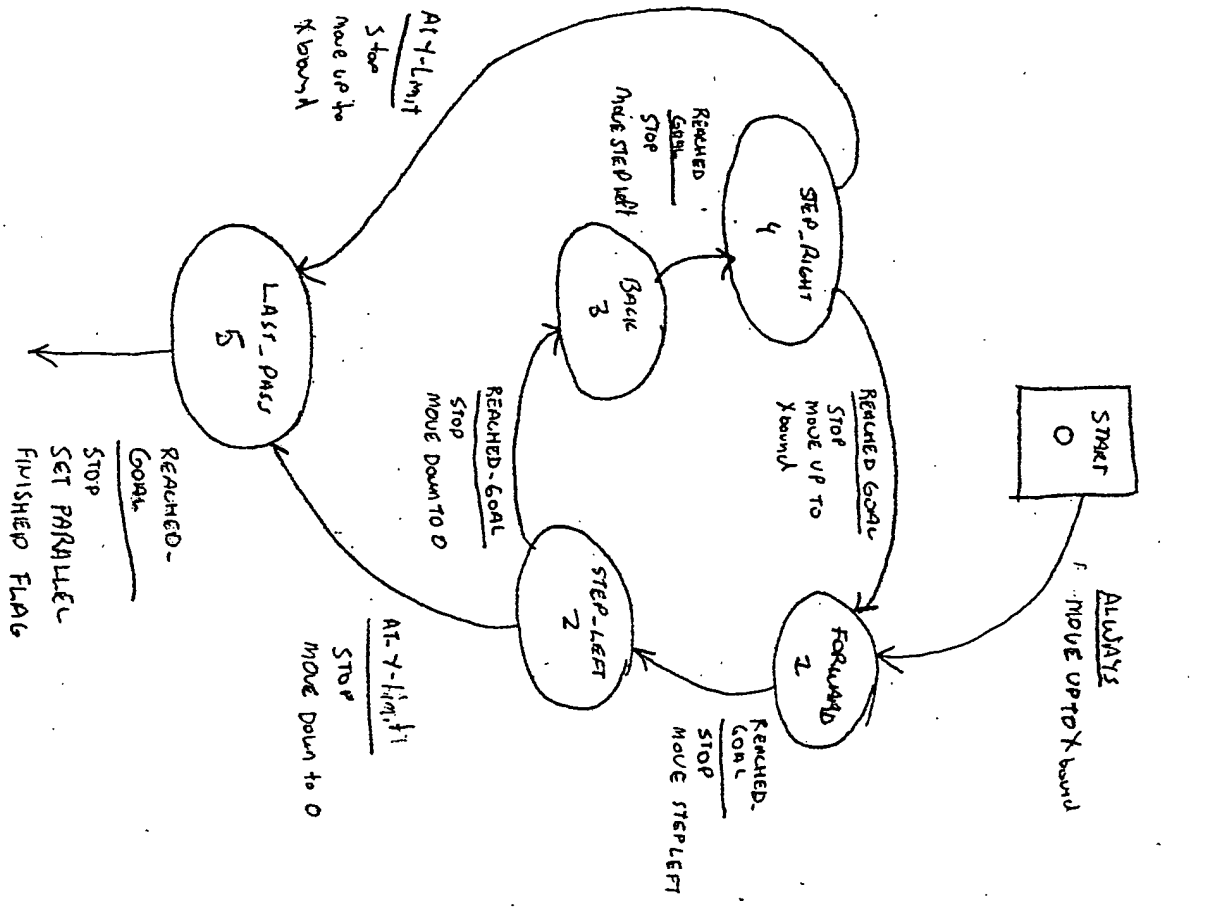 START
0
ALWAYS
MOVE UP TO X bound
STEP_RIGHT
4
REACHED GOAL
STOP
MOVE UP TO
X bound
FORWARD
1
REACHED-
GOAL
STOP
MOVE STEP LEFT
REACHED
GOAL
STOP
MOVE STEP left
BACK
3
REACHED-GOAL
STOP
MOVE DOWN TO 0
STEP_LEFT
2
AT-Y-Limit
STOP
MOVE DOWN to 0
AT Y-Limit
Stop
move up to
X bound
LAST_PASS
5
REACHED-
GOAL
STOP
SET PARALLEL
FINISHED FLAG